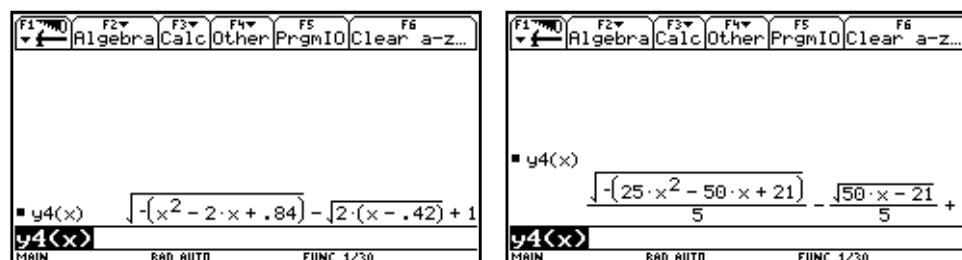 F1 F2 F3 F4 F5 F6
Algebra Calc Other PrgmIO Clear a-z…
y4(x) √-(x² - 2·x + .84) - √2·(x - .42) + 1
y4(x)
MAIN RAD AUTO FUNC 1/30
F1 F2 F3 F4 F5 F6
Algebra Calc Other PrgmIO Clear a-z…
y4(x)
√-(25·x² - 50·x + 21)/5 - √50·x - 21/5 +
y4(x)
MAIN RAD AUTO FUNC 1/30